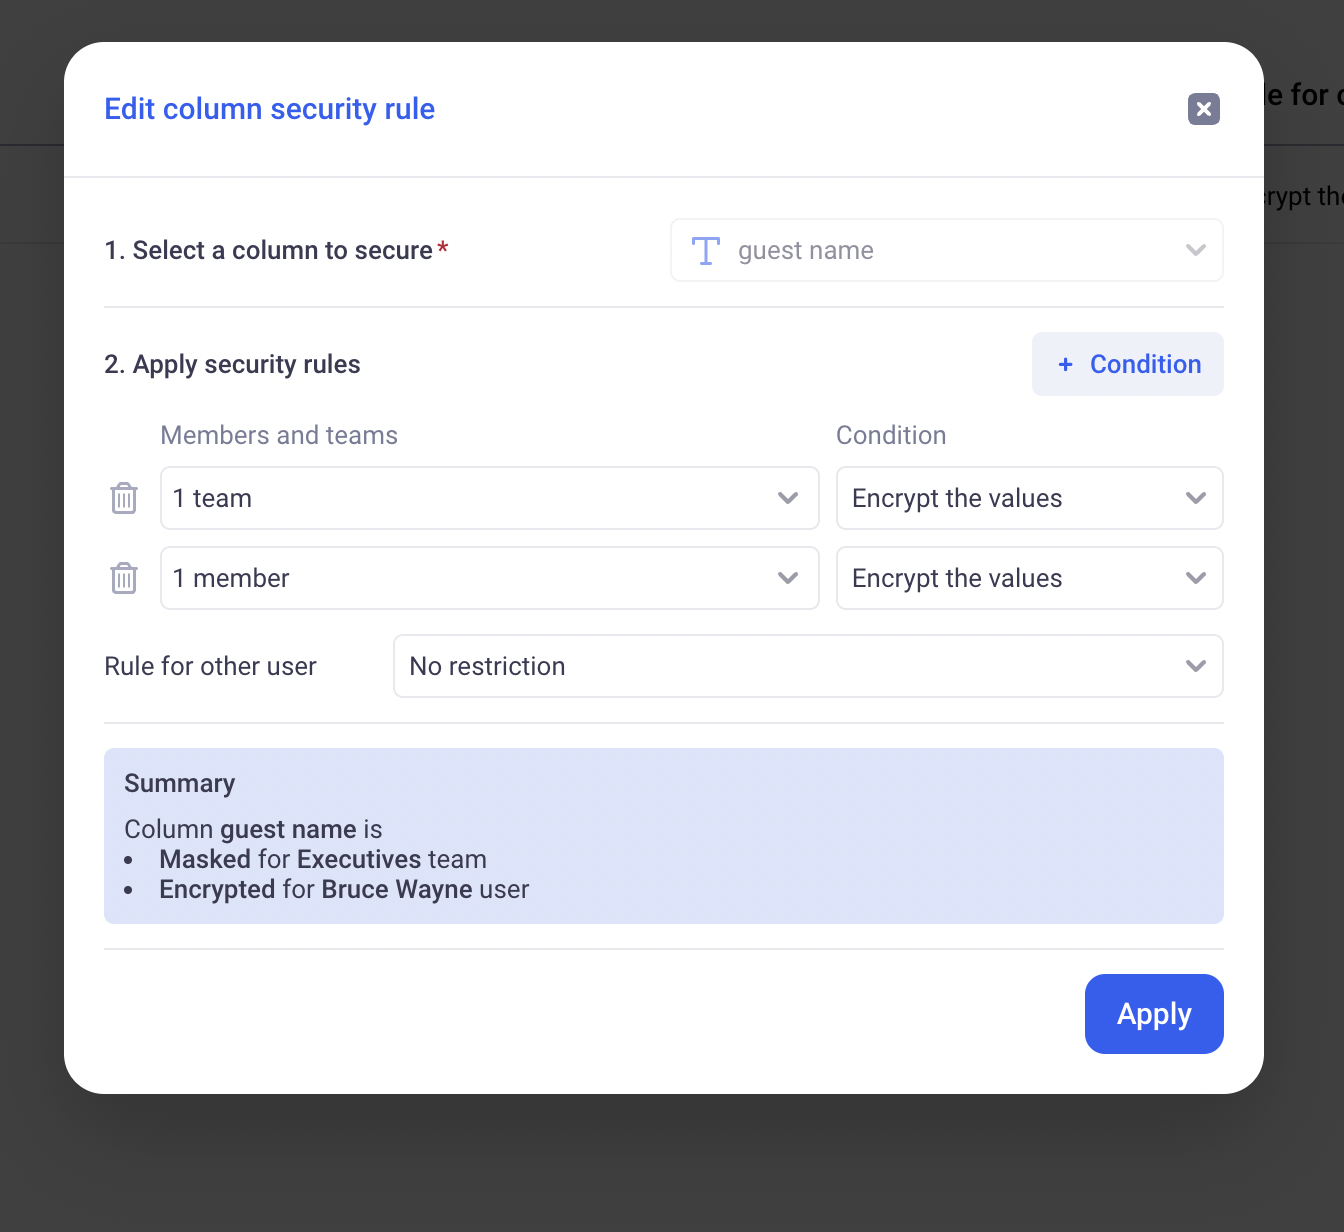 Edit column security rule
le for c
1. Select a column to secure*
guest name
crypt the
2. Apply security rules
+ Condition
Members and teams
Condition
1 team
Encrypt the values
1 member
Encrypt the values
Rule for other user
No restriction
Summary
Column guest name is
• Masked for Executives team
• Encrypted for Bruce Wayne user
Apply